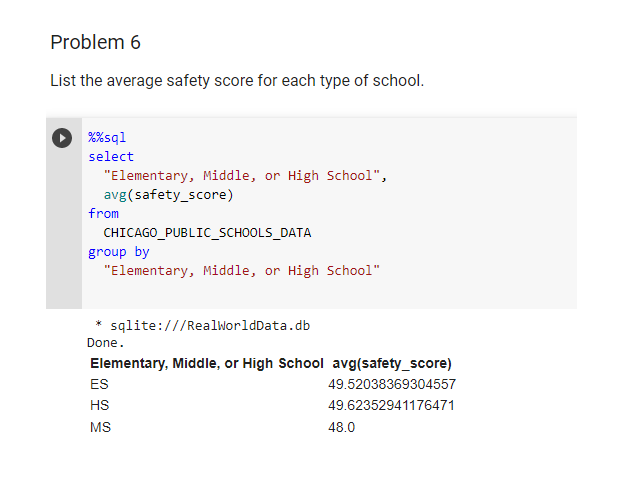 Problem 6
List the average safety score for each type of school.
%%sql
select
"Elementary, Middle, or High School",
avg(safety_score)
from
CHICAGO_PUBLIC_SCHOOLS_DATA
group by
"Elementary, Middle, or High School"
* sqlite:///RealWorldData.db
Done.
Elementary, Middle, or High School avg(safety_score)
ES 49.52038369304557
HS 49.62352941176471
MS 48.0